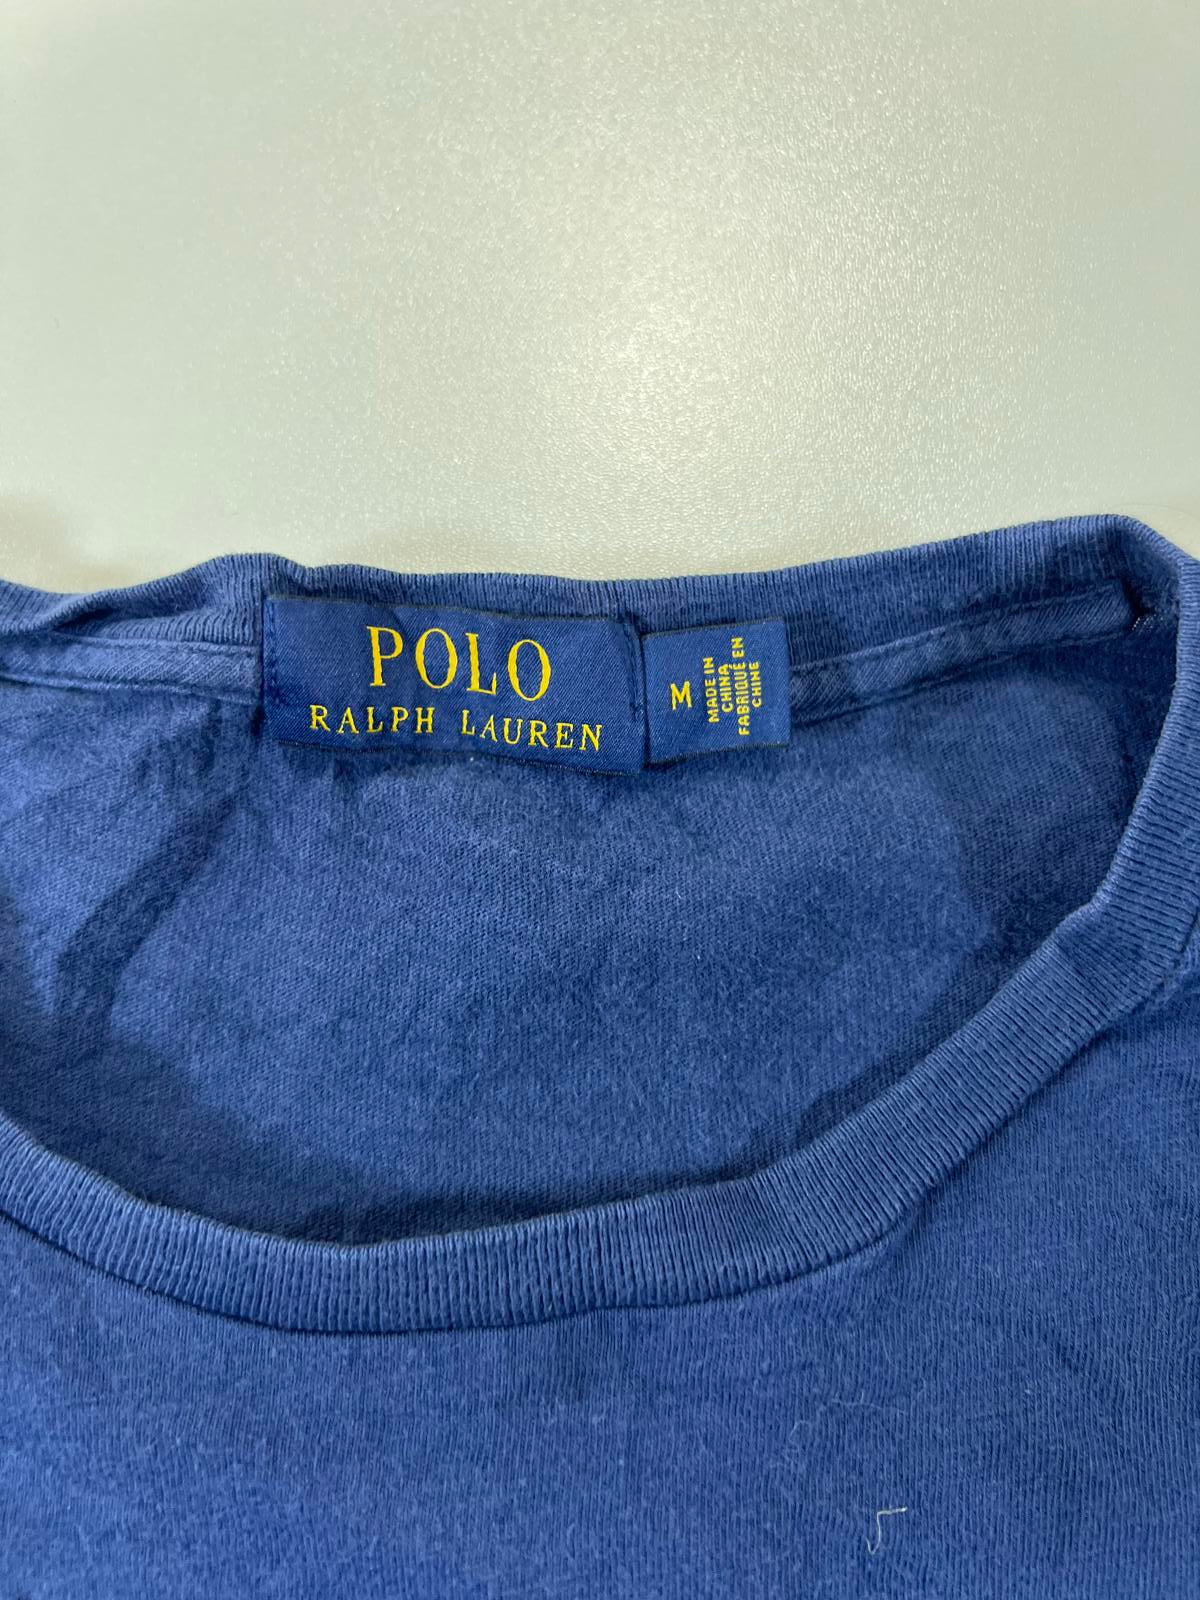 POLO
RALPH LAUREN
M
MADE IN
CHINA
FABRIQUÉ EN
CHINE